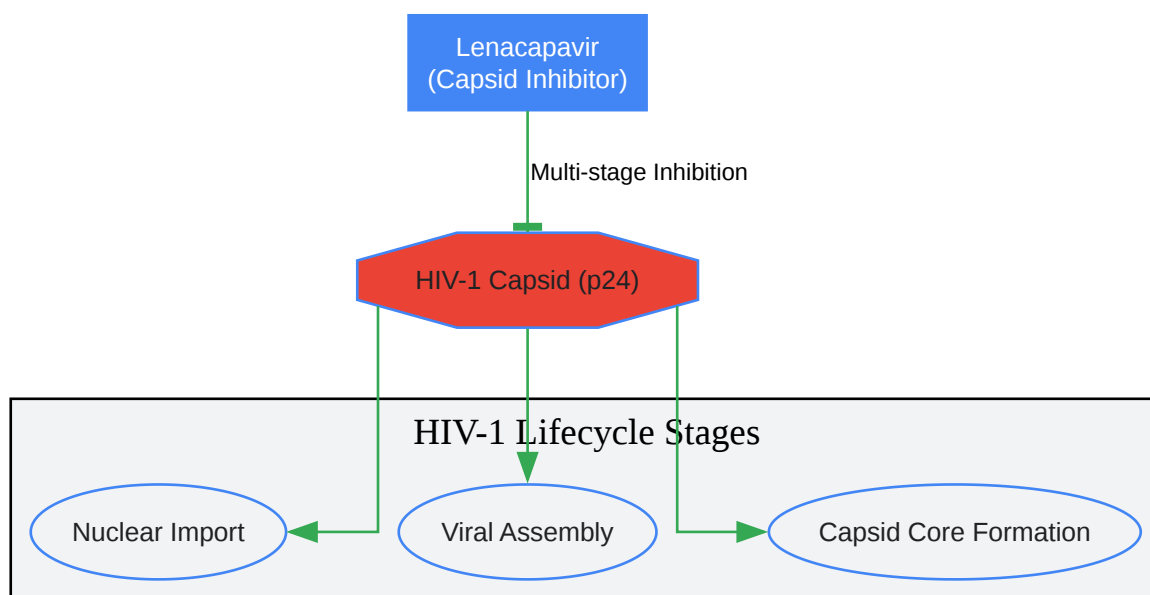 Lenacapavir
(Capsid Inhibitor)
Multi-stage Inhibition
HIV-1 Capsid (p24)
HIV-1 Lifecycle Stages
Nuclear Import
Viral Assembly
Capsid Core Formation